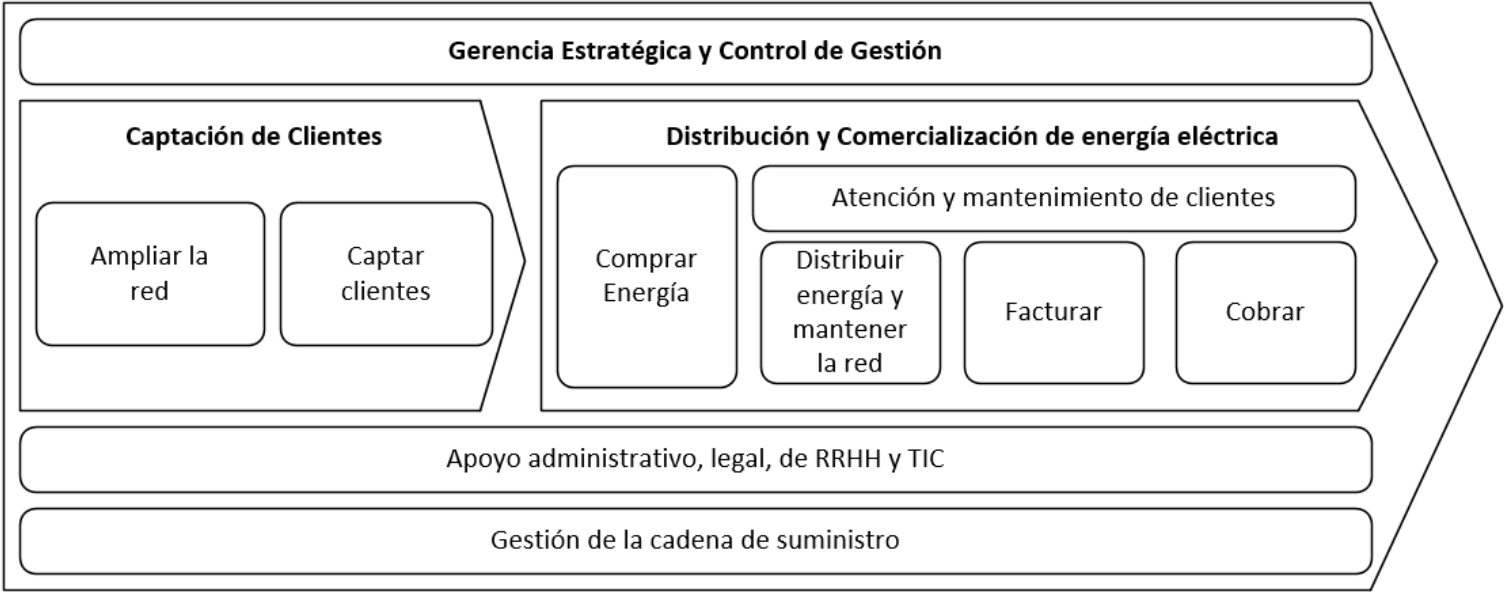 Gerencia Estratégica y Control de Gestión
Captación de Clientes
Ampliar la
red
Captar
clientes
Distribución y Comercialización de energía eléctrica
Comprar
Energía
Atención y mantenimiento de clientes
Distribuir
energía y
mantener
la red
Facturar
Cobrar
Apoyo administrativo, legal, de RRHH y TIC
Gestión de la cadena de suministro